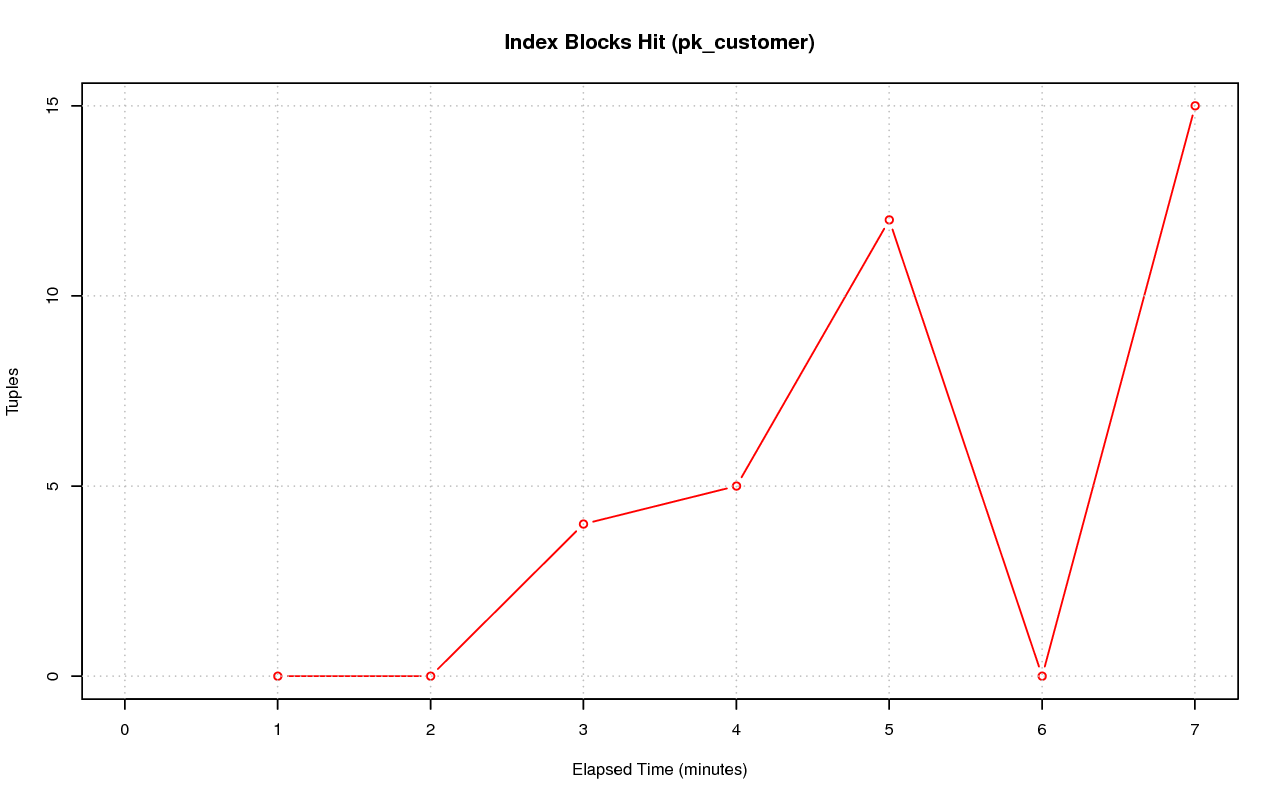 Index Blocks Hit (pk_customer)
15
10
5
0
Tuples
0 1 2 3 4 5 6 7
Elapsed Time (minutes)